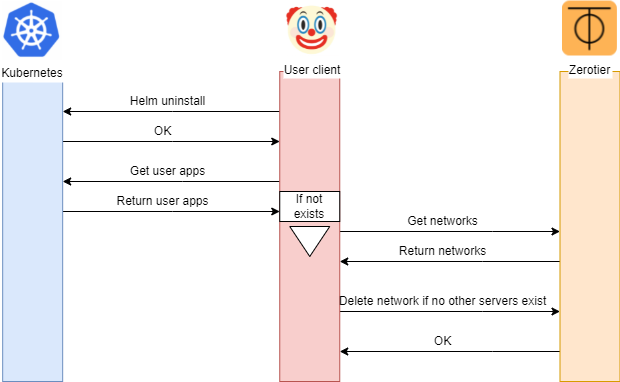 Kubernetes
User client
Zerotier
Helm uninstall
OK
Get user apps
Return user apps
If not
exists
Get networks
Return networks
Delete network if no other servers exist
OK